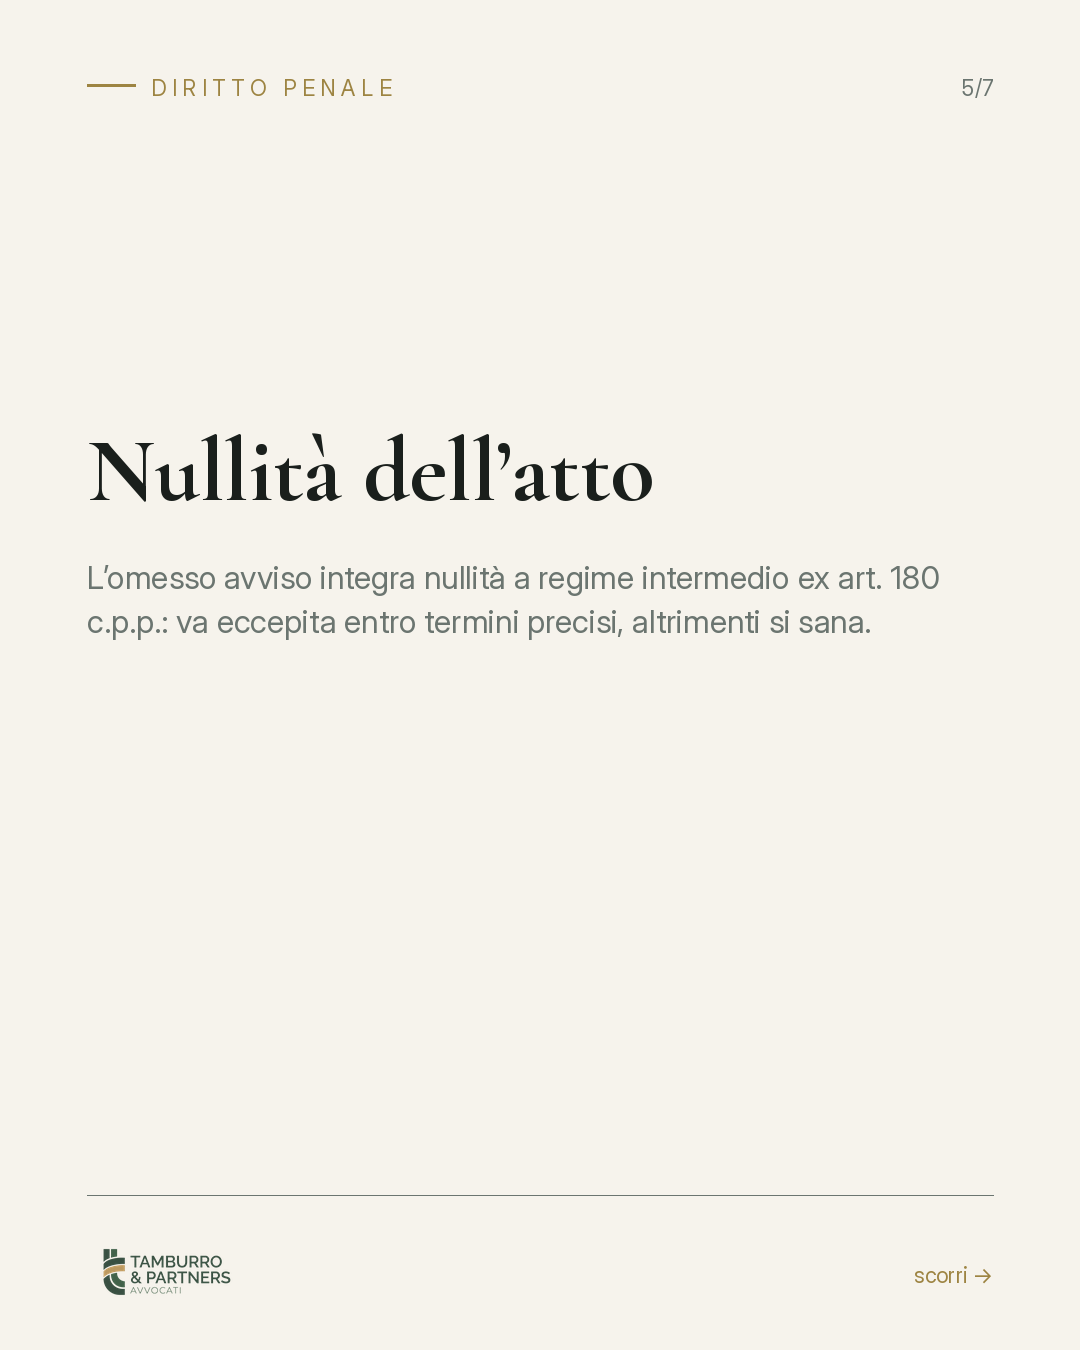 DIRITTO PENALE
5/7
Nullità dell’atto
L’omesso avviso integra nullità a regime intermedio ex art. 180
c.p.p.: va eccepita entro termini precisi, altrimenti si sana.
TAMBURRO
& PARTNERS
AVVOCATI
scorri →